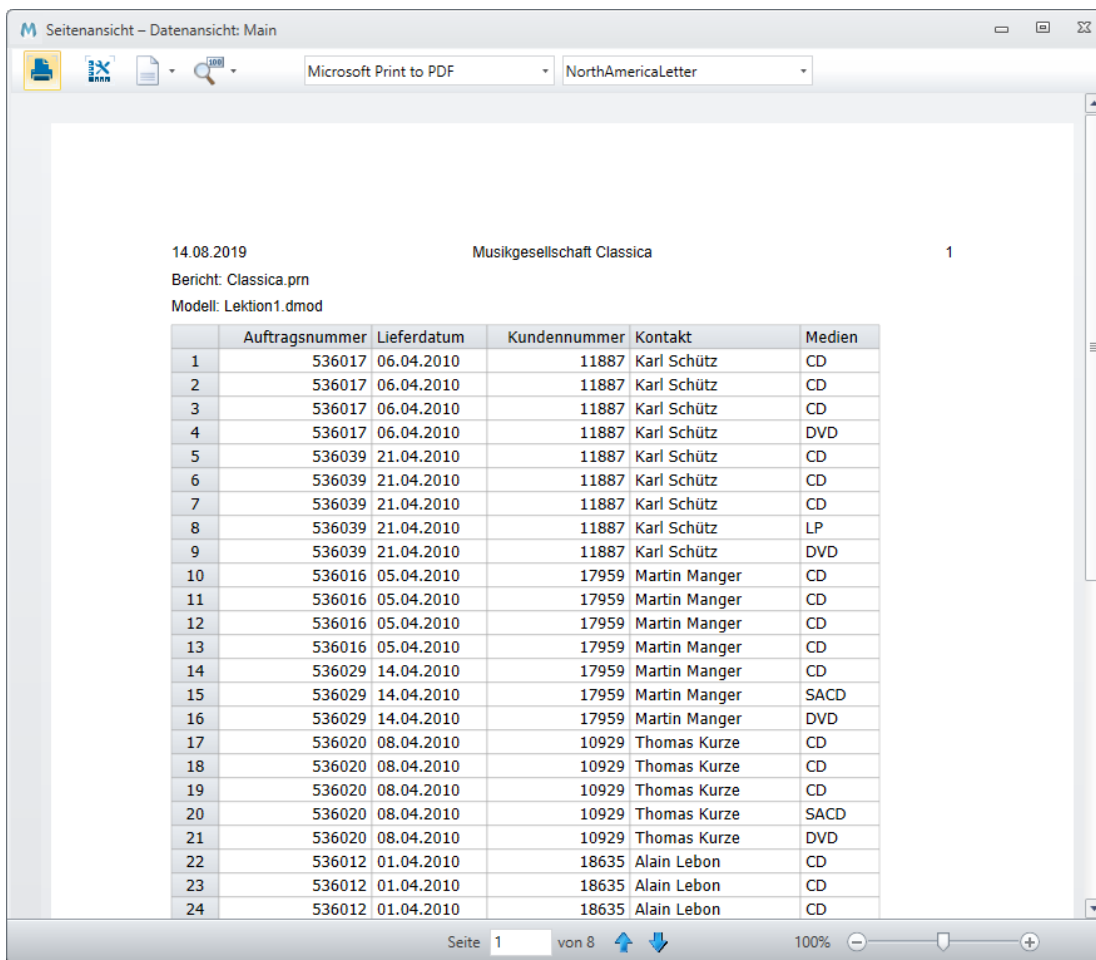 Seitenansicht – Datenansicht: Main
100
Microsoft Print to PDF NorthAmericaLetter
14.08.2019 Musikgesellschaft Classica 1
Bericht: Classica.prn
Modell: Lektion1.dmod
Auftragsnummer Lieferdatum Kundennummer Kontakt Medien
1 536017 06.04.2010 11887 Karl Schütz CD
2 536017 06.04.2010 11887 Karl Schütz CD
3 536017 06.04.2010 11887 Karl Schütz CD
4 536017 06.04.2010 11887 Karl Schütz DVD
5 536039 21.04.2010 11887 Karl Schütz CD
6 536039 21.04.2010 11887 Karl Schütz CD
7 536039 21.04.2010 11887 Karl Schütz CD
8 536039 21.04.2010 11887 Karl Schütz LP
9 536039 21.04.2010 11887 Karl Schütz DVD
10 536016 05.04.2010 17959 Martin Manger CD
11 536016 05.04.2010 17959 Martin Manger CD
12 536016 05.04.2010 17959 Martin Manger CD
13 536016 05.04.2010 17959 Martin Manger CD
14 536029 14.04.2010 17959 Martin Manger CD
15 536029 14.04.2010 17959 Martin Manger SACD
16 536029 14.04.2010 17959 Martin Manger DVD
17 536020 08.04.2010 10929 Thomas Kurze CD
18 536020 08.04.2010 10929 Thomas Kurze CD
19 536020 08.04.2010 10929 Thomas Kurze CD
20 536020 08.04.2010 10929 Thomas Kurze SACD
21 536020 08.04.2010 10929 Thomas Kurze DVD
22 536012 01.04.2010 18635 Alain Lebon CD
23 536012 01.04.2010 18635 Alain Lebon CD
24 536012 01.04.2010 18635 Alain Lebon CD
Seite 1 von 8 100%